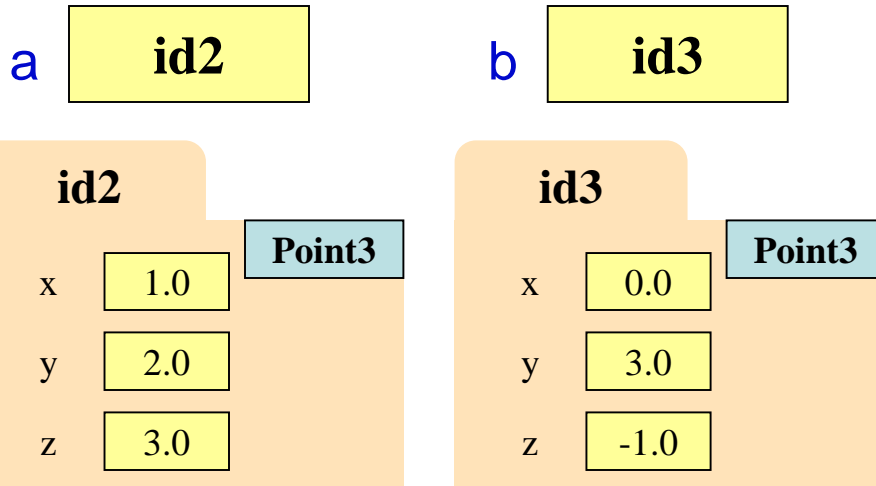 a id2 b id3
id2 id3
Point3 Point3
x 1.0 x 0.0
y 2.0 y 3.0
z 3.0 z -1.0